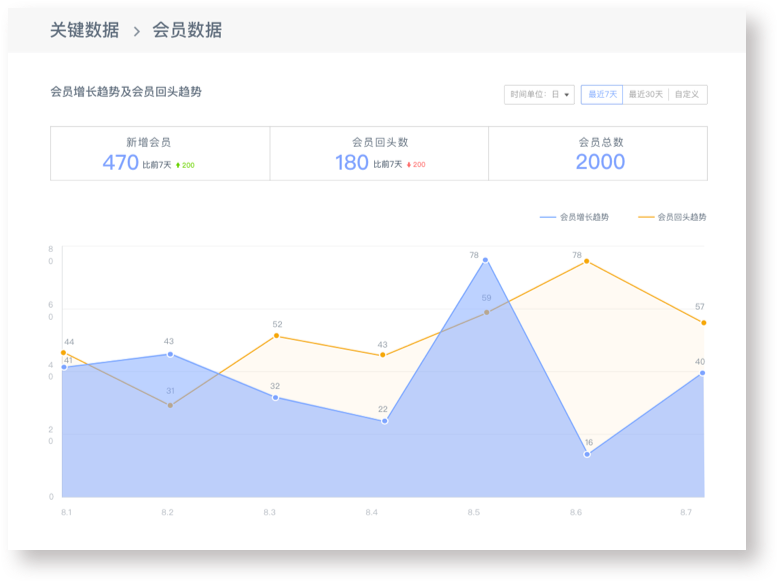 关键数据 > 会员数据
会员增长趋势及会员回头趋势
时间单位：日
最近7天 最近30天 自定义
新增会员
470 比前7天 200
会员回头数
180 比前7天 200
会员总数
2000
会员增长趋势 会员回头趋势
80
60
40
20
0
44
41
43
31
52
32
43
22
78
59
78
16
57
40
8.1 8.2 8.3 8.4 8.5 8.6 8.7